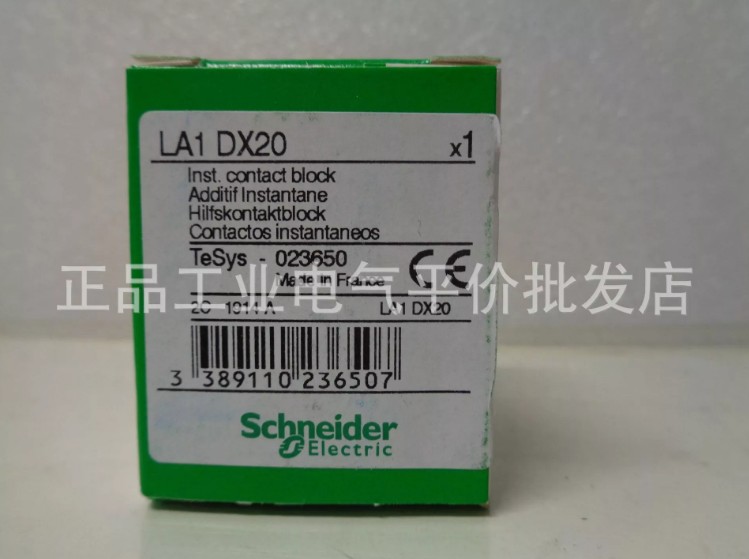 LA1 DX20 x1
Inst. contact block
Additif Instantane
Hilfskontaktblock
Contactos instantaneos
TeSys - 023650
Made in France CE
正品工业电气平价批发店
LA1 DX20
3 389110 236507
Schneider
Electric